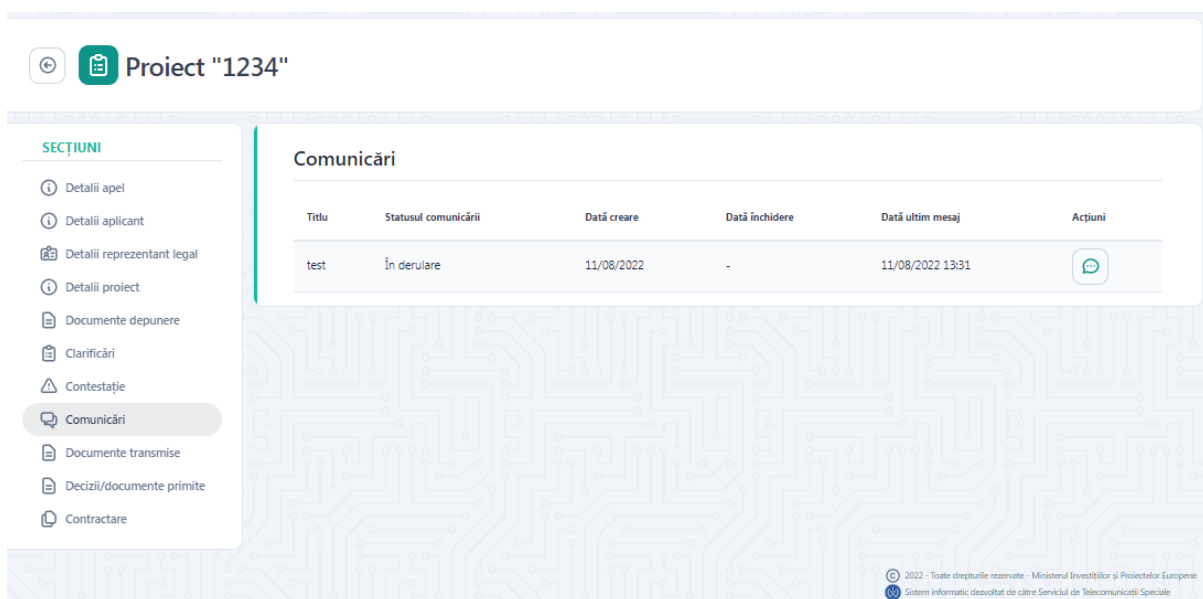 Proiect "1234"
SECȚIUNI
Detalii apel
Detalii aplicant
Detalii reprezentant legal
Detalii proiect
Documente depunere
Clarificări
Contestație
Comunicări
Documente transmise
Decizii/documente primite
Contractare
Comunicări
Titlu Statusul comunicării Dată creare Dată închidere Dată ultim mesaj Acțiuni
test În derulare 11/08/2022 - 11/08/2022 13:31
© 2022 - Toate drepturile rezervate - Ministerul Investițiilor și Proiectelor Europene
Sistem informatic dezvoltat de către Serviciul de Telecomunicații Speciale